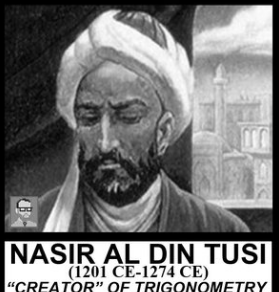 NASIR AL DIN TUSI
(1201 CE-1274 CE)
"CREATOR" OF TRIGONOMETRY